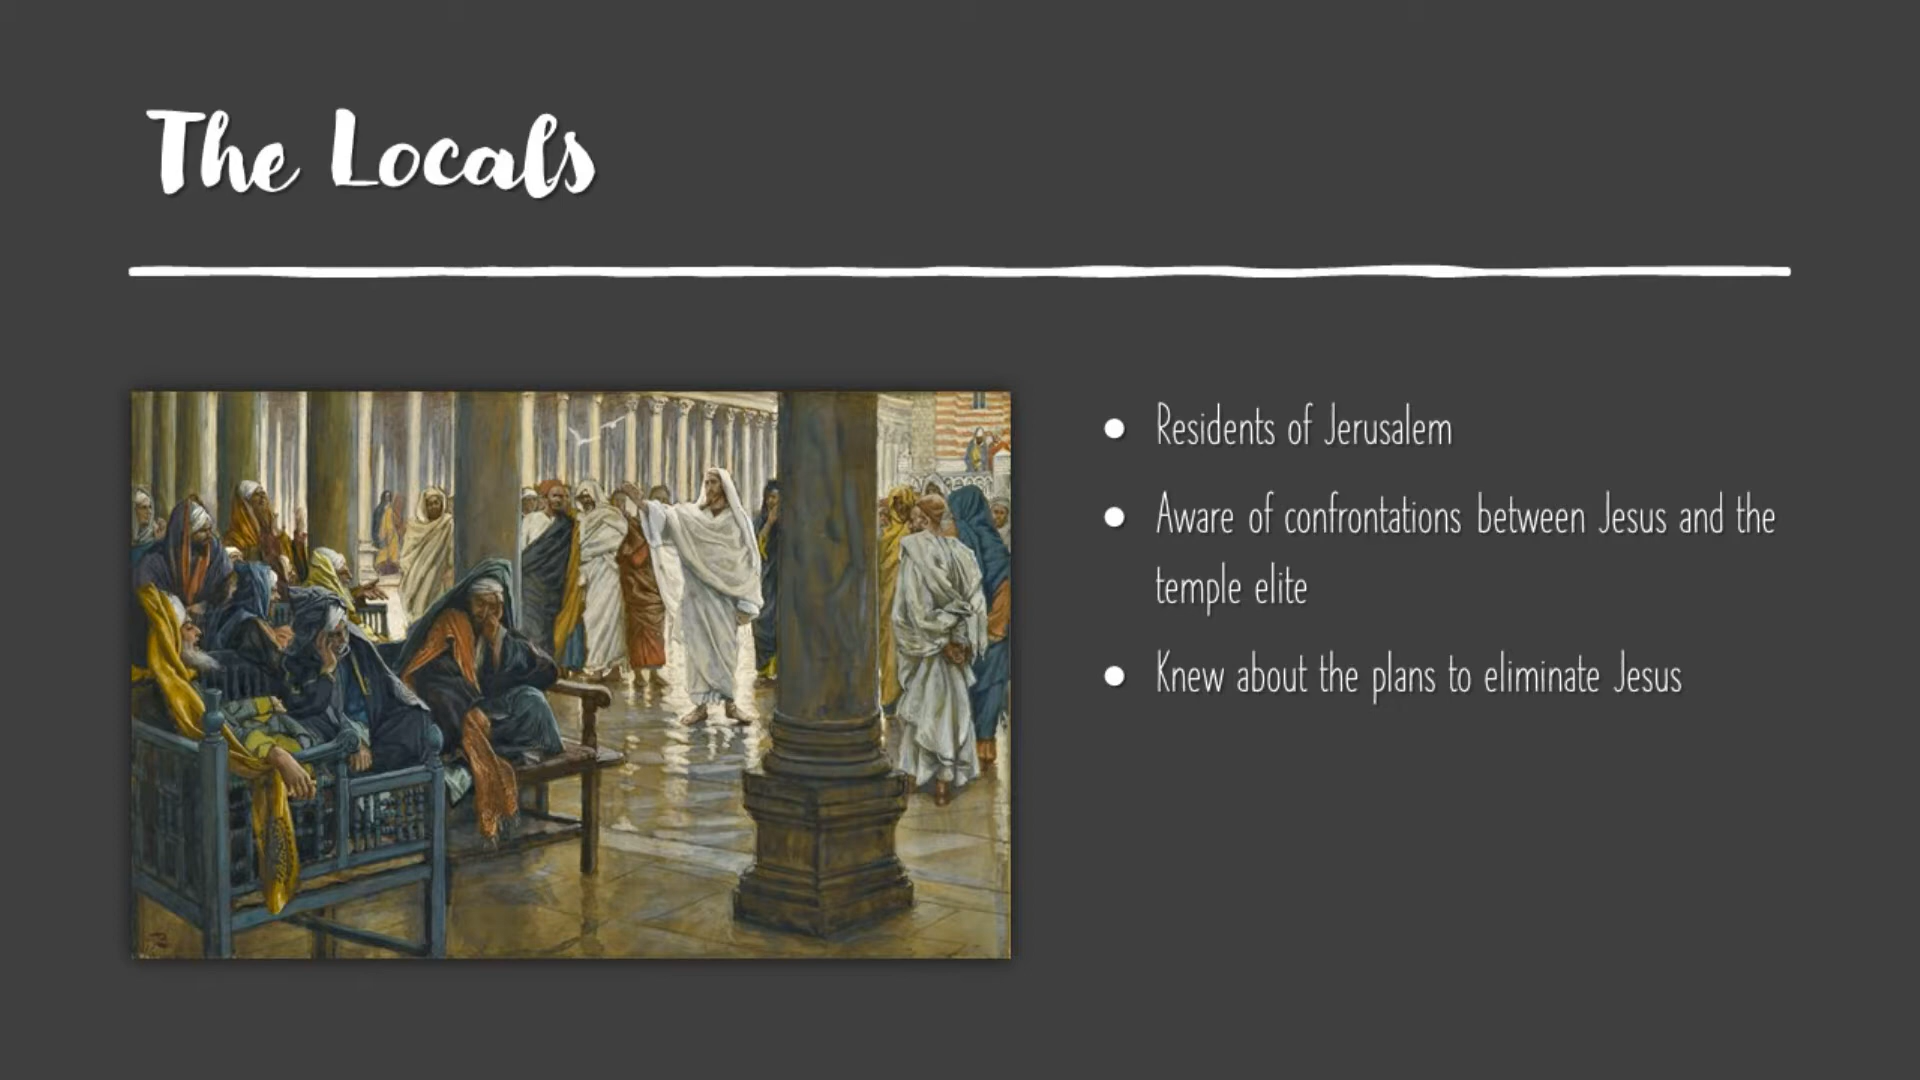 The Locals
● Residents of Jerusalem
● Aware of confrontations between Jesus and the
temple elite
● Knew about the plans to eliminate Jesus